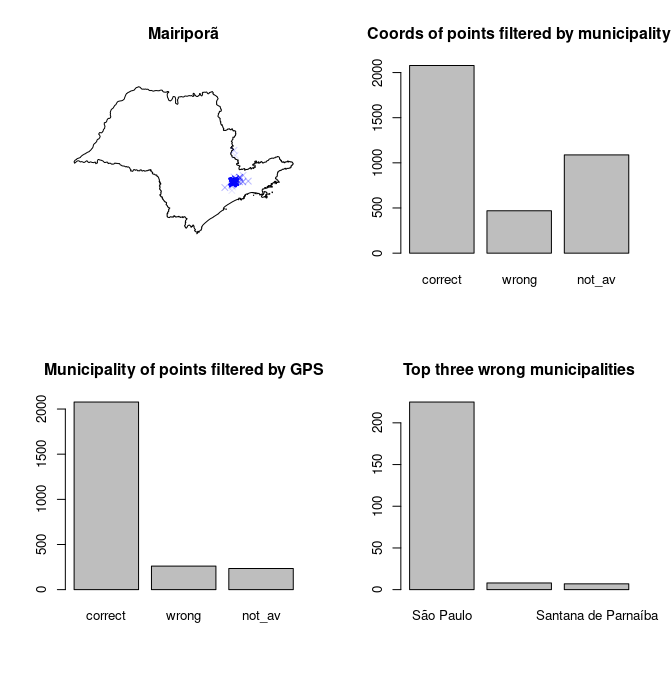 Mairiporã
Coords of points filtered by municipality
2000
1500
1000
500
0
correct wrong not_av
Municipality of points filtered by GPS
2000
1500
1000
500
0
correct wrong not_av
Top three wrong municipalities
200
150
100
50
0
São Paulo Santana de Parnaíba